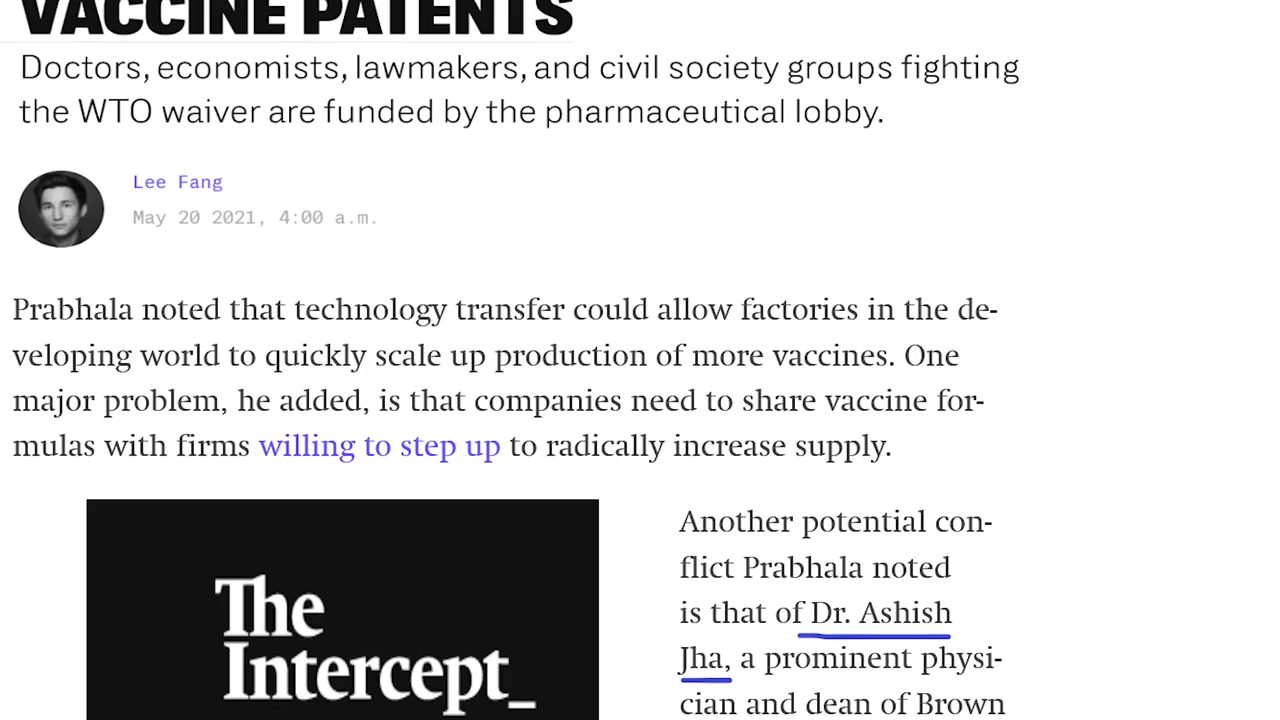 VACCINE PATENTS
Doctors, economists, lawmakers, and civil society groups fighting
the WTO waiver are funded by the pharmaceutical lobby.
Lee Fang
May 20 2021, 4:00 a.m.
Prabhala noted that technology transfer could allow factories in the de-
veloping world to quickly scale up production of more vaccines. One
major problem, he added, is that companies need to share vaccine for-
mulas with firms willing to step up to radically increase supply.
The
Intercept_
Another potential con-
flict Prabhala noted
is that of Dr. Ashish
Jha, a prominent physi-
cian and dean of Brown